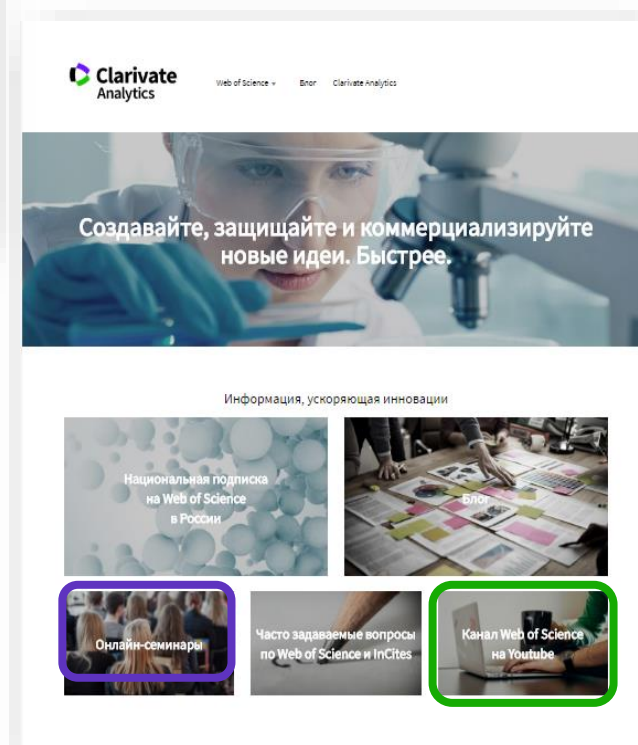 Clarivate
Analytics
Web of Science
Блог
Clarivate Analytics
Создавайте, защищайте и коммерциализируйте
новые идеи. Быстрее.
Информация, ускоряющая инновации
Национальная подписка
на Web of Science
в России
Блог
Онлайн-семинары
Часто задаваемые вопросы
по Web of Science и InCites
Канал Web of Science
на Youtube